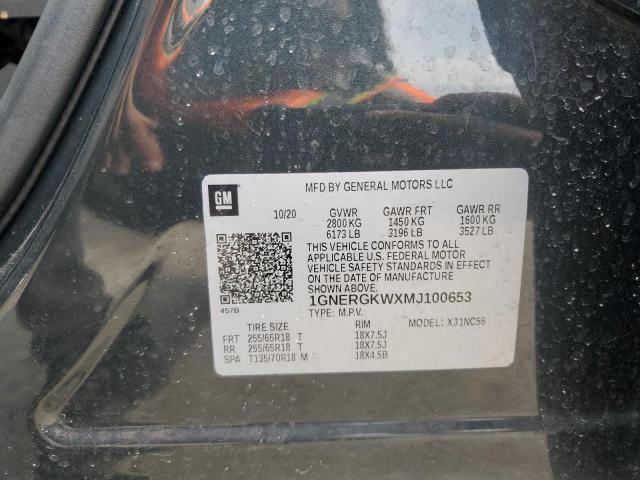 GM
MFD BY GENERAL MOTORS LLC
10/20 GVWR GAWR FRT GAWR RR
2800 KG 1450 KG 1600 KG
6173 LB 3196 LB 3527 LB
THIS VEHICLE CONFORMS TO ALL
APPLICABLE U.S. FEDERAL MOTOR
VEHICLE SAFETY STANDARDS IN EFFECT
ON THE DATE OF MANUFACTURE
SHOWN ABOVE.
1GNERGKWXMJ100653
457B TYPE: M.P.V. MODEL: X31NC56
TIRE SIZE RIM
FRT 255/65R18 T 18X7.5J
RR 255/65R18 T 18X7.5J
SPA T135/70R18 M 18X4.5B